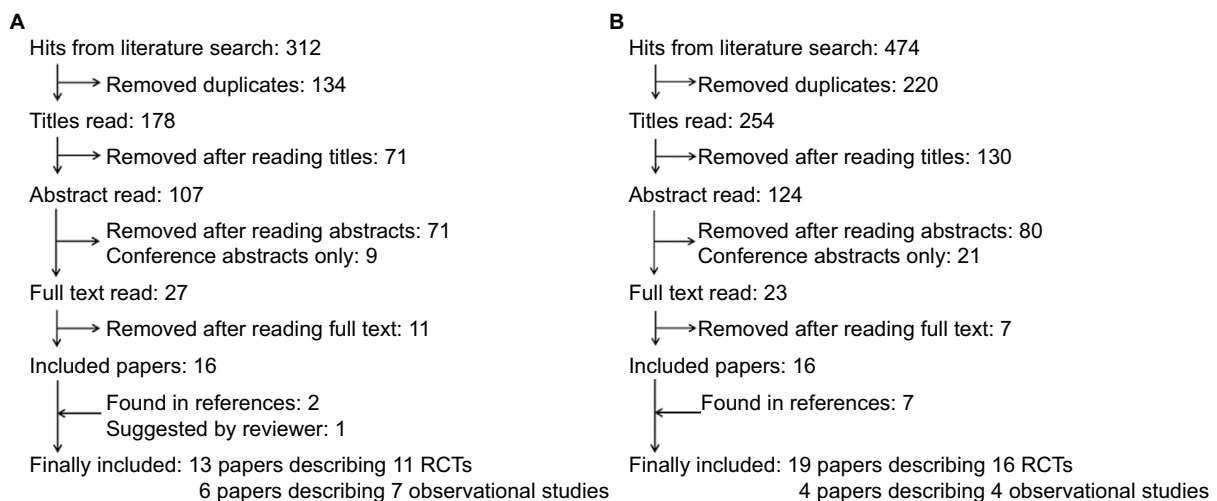 A
Hits from literature search: 312
Removed duplicates: 134
Titles read: 178
Removed after reading titles: 71
Abstract read: 107
Removed after reading abstracts: 71
Conference abstracts only: 9
Full text read: 27
Removed after reading full text: 11
Included papers: 16
Found in references: 2
Suggested by reviewer: 1
Finally included: 13 papers describing 11 RCTs
6 papers describing 7 observational studies
B
Hits from literature search: 474
Removed duplicates: 220
Titles read: 254
Removed after reading titles: 130
Abstract read: 124
Removed after reading abstracts: 80
Conference abstracts only: 21
Full text read: 23
Removed after reading full text: 7
Included papers: 16
Found in references: 7
Finally included: 19 papers describing 16 RCTs
4 papers describing 4 observational studies